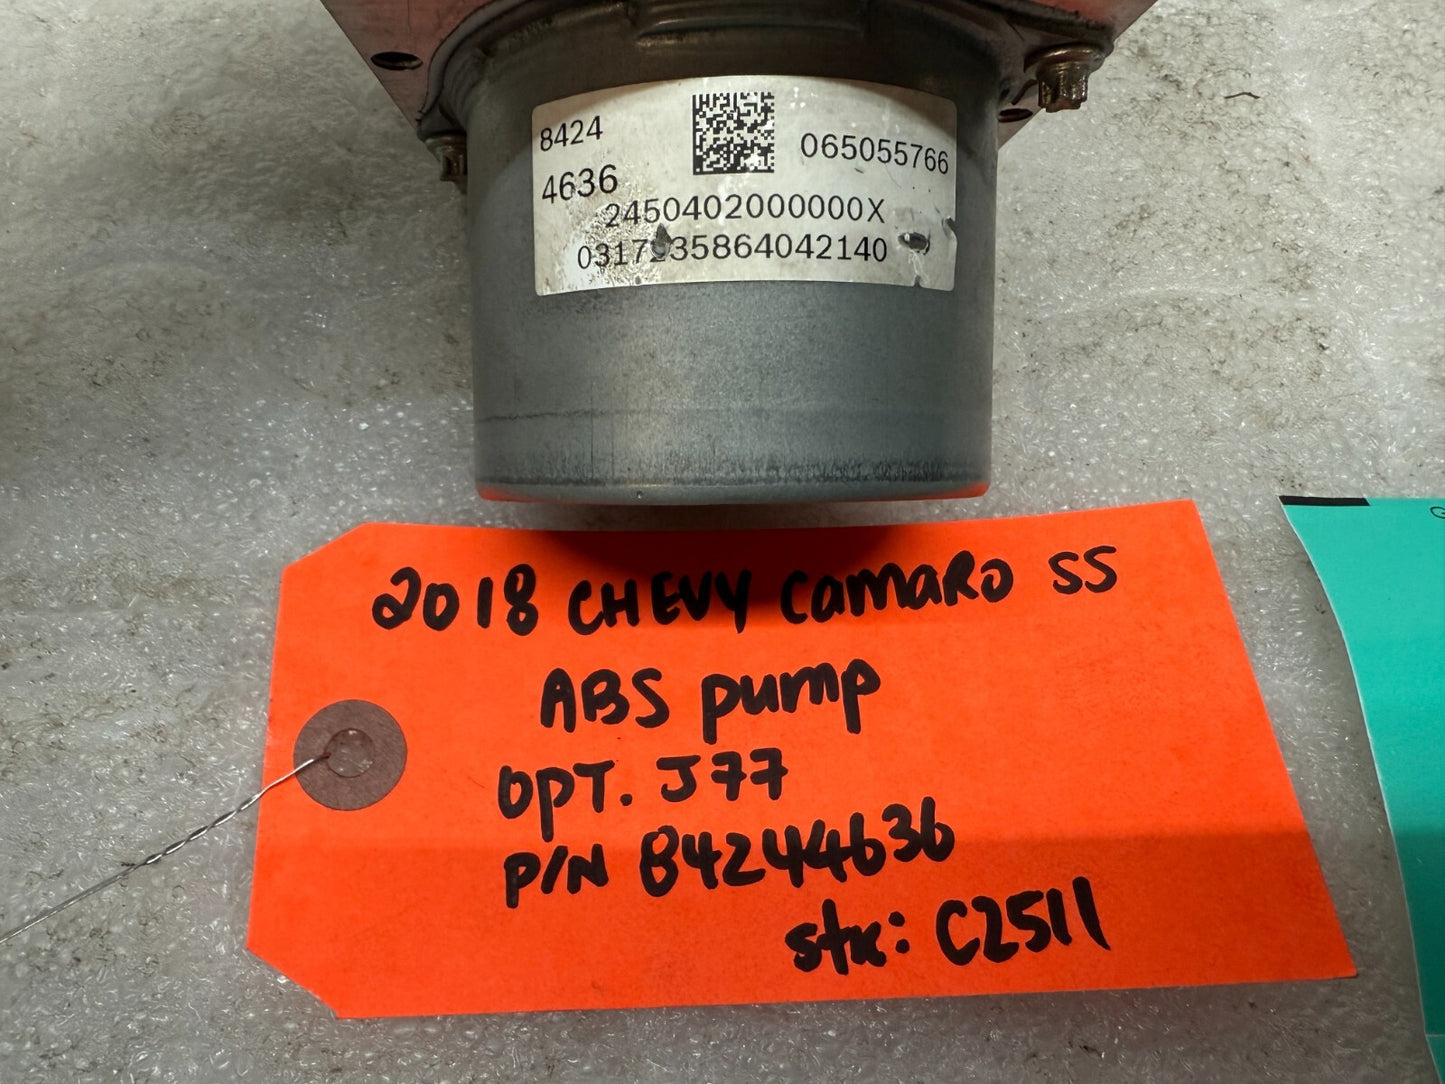 8424
065055766
4636
2450402000000X
2018 CHEVY Camaro SS
ABS pump
OPT. J77
P/N 84244636
stk: C2511